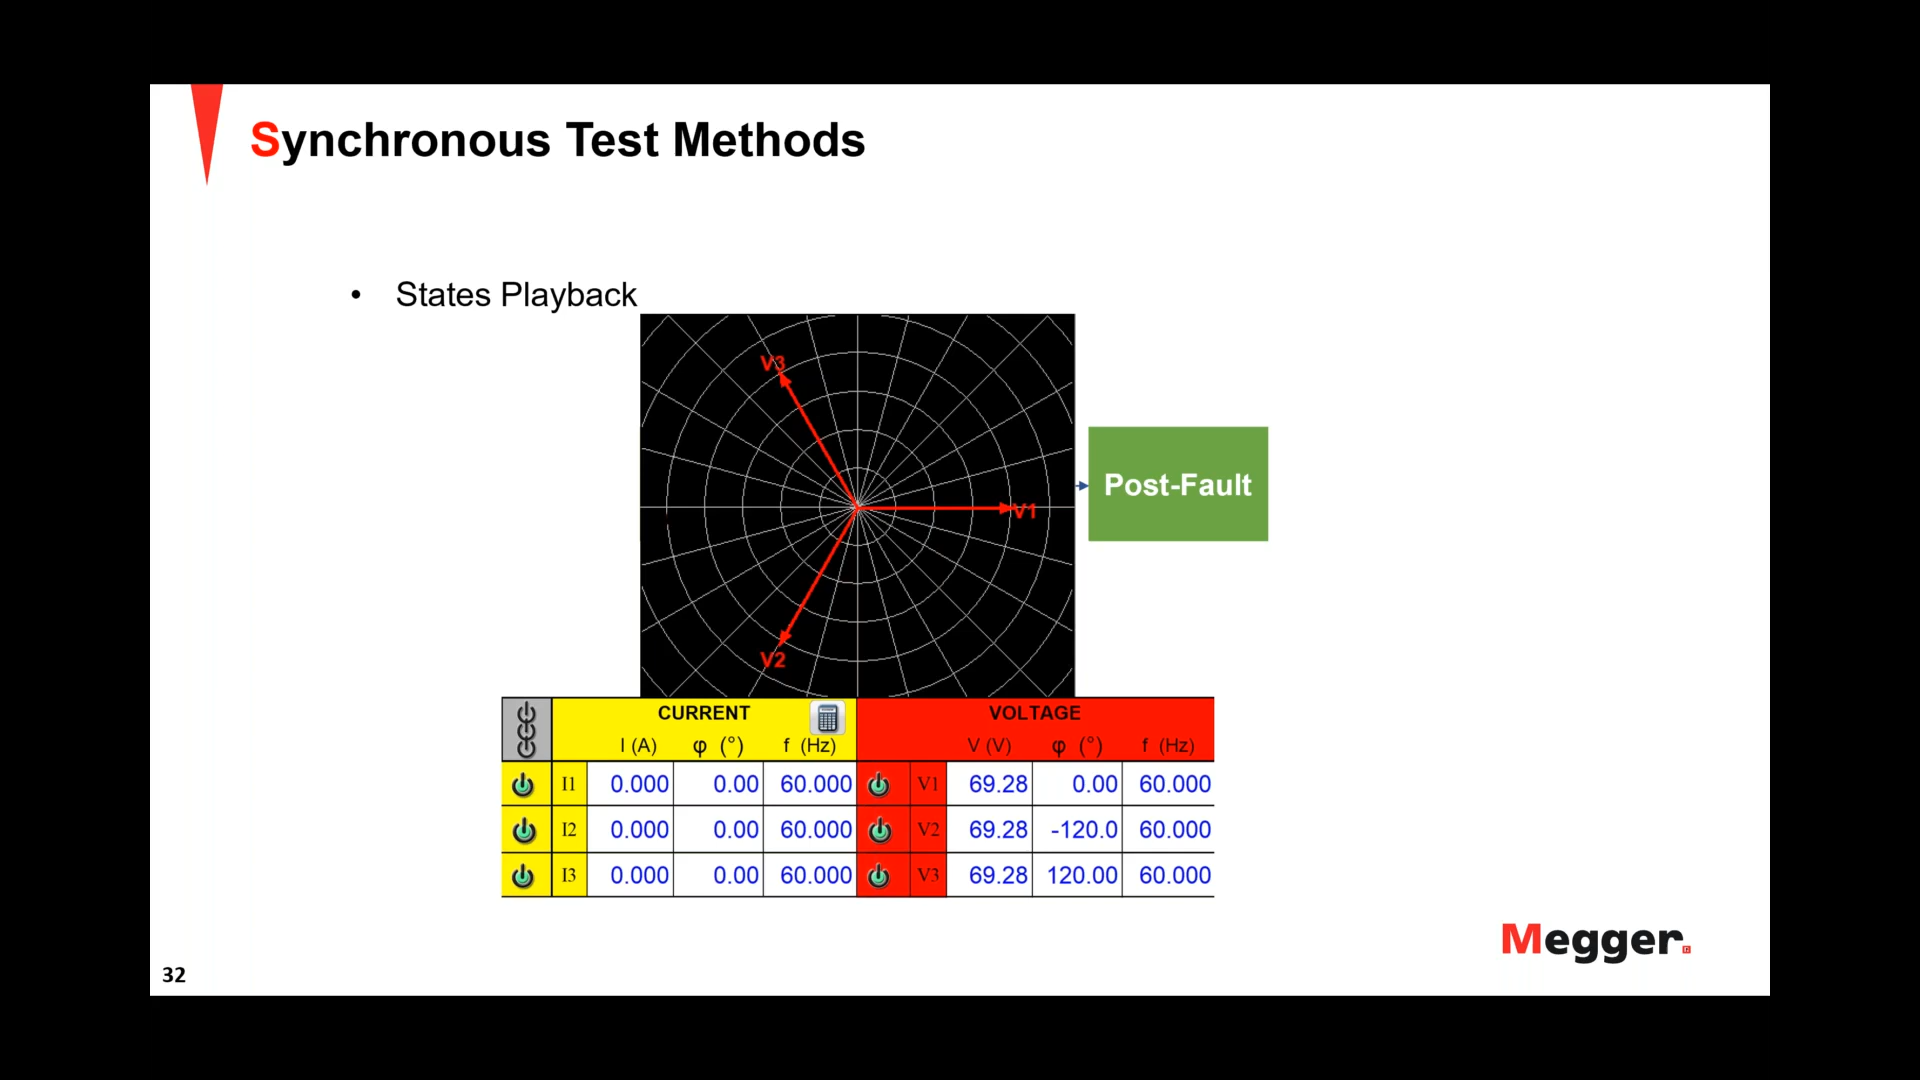 Synchronous Test Methods
• States Playback
V3
V1
V2
Post-Fault
CURRENT VOLTAGE
I (A) φ (°) f (Hz) V (V) φ (°) f (Hz)
I1 0.000 0.00 60.000 V1 69.28 0.00 60.000
I2 0.000 0.00 60.000 V2 69.28 -120.0 60.000
I3 0.000 0.00 60.000 V3 69.28 120.00 60.000
Megger
32